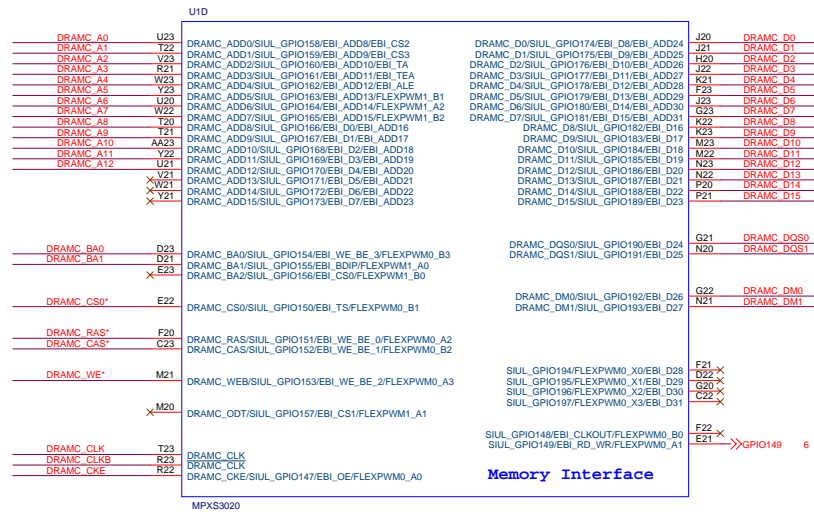 U1D
DRAMC_A0 U23 DRAMC_ADD0/SIUL_GPIO158/EBI_ADD8/EBI_CS2
DRAMC_A1 T22 DRAMC_ADD1/SIUL_GPIO159/EBI_ADD9/EBI_CS3
DRAMC_A2 V23 DRAMC_ADD2/SIUL_GPIO160/EBI_ADD10/EBI_TA
DRAMC_A3 R21 DRAMC_ADD3/SIUL_GPIO161/EBI_ADD11/EBI_TEA
DRAMC_A4 W23 DRAMC_ADD4/SIUL_GPIO162/EBI_ADD12/EBI_ALE
DRAMC_A5 Y23 DRAMC_ADD5/SIUL_GPIO163/EBI_ADD13/FLEXPWM1_B1
DRAMC_A6 U20 DRAMC_ADD6/SIUL_GPIO164/EBI_ADD14/FLEXPWM1_A2
DRAMC_A7 W22 DRAMC_ADD7/SIUL_GPIO165/EBI_ADD15/FLEXPWM1_B2
DRAMC_A8 T20 DRAMC_ADD8/SIUL_GPIO166/EBI_D0/EBI_ADD16
DRAMC_A9 T21 DRAMC_ADD9/SIUL_GPIO167/EBI_D1/EBI_ADD17
DRAMC_A10 AA23 DRAMC_ADD10/SIUL_GPIO168/EBI_D2/EBI_ADD18
DRAMC_A11 Y22 DRAMC_ADD11/SIUL_GPIO169/EBI_D3/EBI_ADD19
DRAMC_A12 U21 DRAMC_ADD12/SIUL_GPIO170/EBI_D4/EBI_ADD20
V21 DRAMC_ADD13/SIUL_GPIO171/EBI_D5/EBI_ADD21
W21 DRAMC_ADD14/SIUL_GPIO172/EBI_D6/EBI_ADD22
Y21 DRAMC_ADD15/SIUL_GPIO173/EBI_D7/EBI_ADD23
DRAMC_BA0 D23 DRAMC_BA0/SIUL_GPIO154/EBI_WE_BE_3/FLEXPWM0_B3
DRAMC_BA1 D21 DRAMC_BA1/SIUL_GPIO155/EBI_BDIP/FLEXPWM1_A0
E23 DRAMC_BA2/SIUL_GPIO156/EBI_CS0/FLEXPWM1_B0
DRAMC_CS0* E22 DRAMC_CS0/SIUL_GPIO150/EBI_TS/FLEXPWM0_B1
DRAMC_RAS* F20 DRAMC_RAS/SIUL_GPIO151/EBI_WE_BE_0/FLEXPWM0_A2
DRAMC_CAS* C23 DRAMC_CAS/SIUL_GPIO152/EBI_WE_BE_1/FLEXPWM0_B2
DRAMC_WE* M21 DRAMC_WEB/SIUL_GPIO153/EBI_WE_BE_2/FLEXPWM0_A3
M20 DRAMC_ODT/SIUL_GPIO157/EBI_CS1/FLEXPWM1_A1
DRAMC_CLK T23 DRAMC_CLK
DRAMC_CLKB R23 DRAMC_CLK
DRAMC_CKE R22 DRAMC_CKE/SIUL_GPIO147/EBI_OE/FLEXPWM0_A0
DRAMC_D0/SIUL_GPIO174/EBI_D8/EBI_ADD24 J20 DRAMC_D0
DRAMC_D1/SIUL_GPIO175/EBI_D9/EBI_ADD25 J21 DRAMC_D1
DRAMC_D2/SIUL_GPIO176/EBI_D10/EBI_ADD26 H20 DRAMC_D2
DRAMC_D3/SIUL_GPIO177/EBI_D11/EBI_ADD27 J22 DRAMC_D3
DRAMC_D4/SIUL_GPIO178/EBI_D12/EBI_ADD28 K21 DRAMC_D4
DRAMC_D5/SIUL_GPIO179/EBI_D13/EBI_ADD29 F23 DRAMC_D5
DRAMC_D6/SIUL_GPIO180/EBI_D14/EBI_ADD30 J23 DRAMC_D6
DRAMC_D7/SIUL_GPIO181/EBI_D15/EBI_ADD31 G23 DRAMC_D7
DRAMC_D8/SIUL_GPIO182/EBI_D16 K22 DRAMC_D8
DRAMC_D9/SIUL_GPIO183/EBI_D17 K23 DRAMC_D9
DRAMC_D10/SIUL_GPIO184/EBI_D18 M23 DRAMC_D10
DRAMC_D11/SIUL_GPIO185/EBI_D19 M22 DRAMC_D11
DRAMC_D12/SIUL_GPIO186/EBI_D20 N23 DRAMC_D12
DRAMC_D13/SIUL_GPIO187/EBI_D21 N22 DRAMC_D13
DRAMC_D14/SIUL_GPIO188/EBI_D22 P20 DRAMC_D14
DRAMC_D15/SIUL_GPIO189/EBI_D23 P21 DRAMC_D15
DRAMC_DQS0/SIUL_GPIO190/EBI_D24 G21 DRAMC_DQS0
DRAMC_DQS1/SIUL_GPIO191/EBI_D25 N20 DRAMC_DQS1
DRAMC_DM0/SIUL_GPIO192/EBI_D26 G22 DRAMC_DM0
DRAMC_DM1/SIUL_GPIO193/EBI_D27 N21 DRAMC_DM1
SIUL_GPIO194/FLEXPWM0_X0/EBI_D28 F21
SIUL_GPIO195/FLEXPWM0_X1/EBI_D29 D22
SIUL_GPIO196/FLEXPWM0_X2/EBI_D30 G20
SIUL_GPIO197/FLEXPWM0_X3/EBI_D31 C22
SIUL_GPIO148/EBI_CLKOUT/FLEXPWM0_B0 F22
SIUL_GPIO149/EBI_RD_WR/FLEXPWM0_A1 E21 GPIO149 6
Memory Interface
MPXS3020